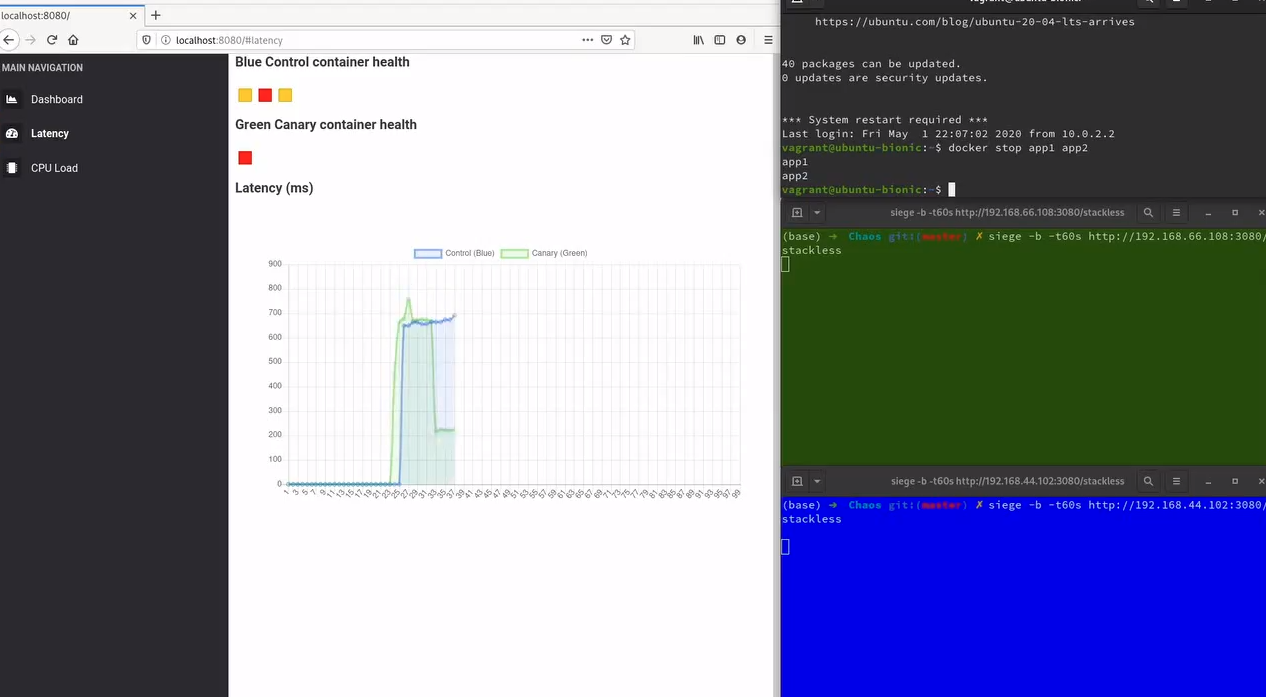 localhost:8080/
localhost:8080/#latency
MAIN NAVIGATION
Dashboard
Latency
CPU Load
Blue Control container health
Green Canary container health
Latency (ms)
Control (Blue) Canary (Green)
900
800
700
600
500
400
300
200
100
0
1 3 5 7 9 11 13 15 17 19 21 23 25 27 29 31 33 35 37 39 41 43 45 47 49 51 53 55 57 59 61 63 65 67 69 71 73 75 77 79 81 83 85 87 89 91 93 95 97 99
https://ubuntu.com/blog/ubuntu-20-04-lts-arrives
40 packages can be updated.
0 updates are security updates.
*** System restart required ***
Last login: Fri May 1 22:07:02 2020 from 10.0.2.2
vagrant@ubuntu-bionic:~$ docker stop app1 app2
app1
app2
vagrant@ubuntu-bionic:~$
siege -b -t60s http://192.168.66.108:3080/stackless
(base) → Chaos git:(master) ✗ siege -b -t60s http://192.168.66.108:3080/
stackless
siege -b -t60s http://192.168.44.102:3080/stackless
(base) → Chaos git:(master) ✗ siege -b -t60s http://192.168.44.102:3080/
stackless